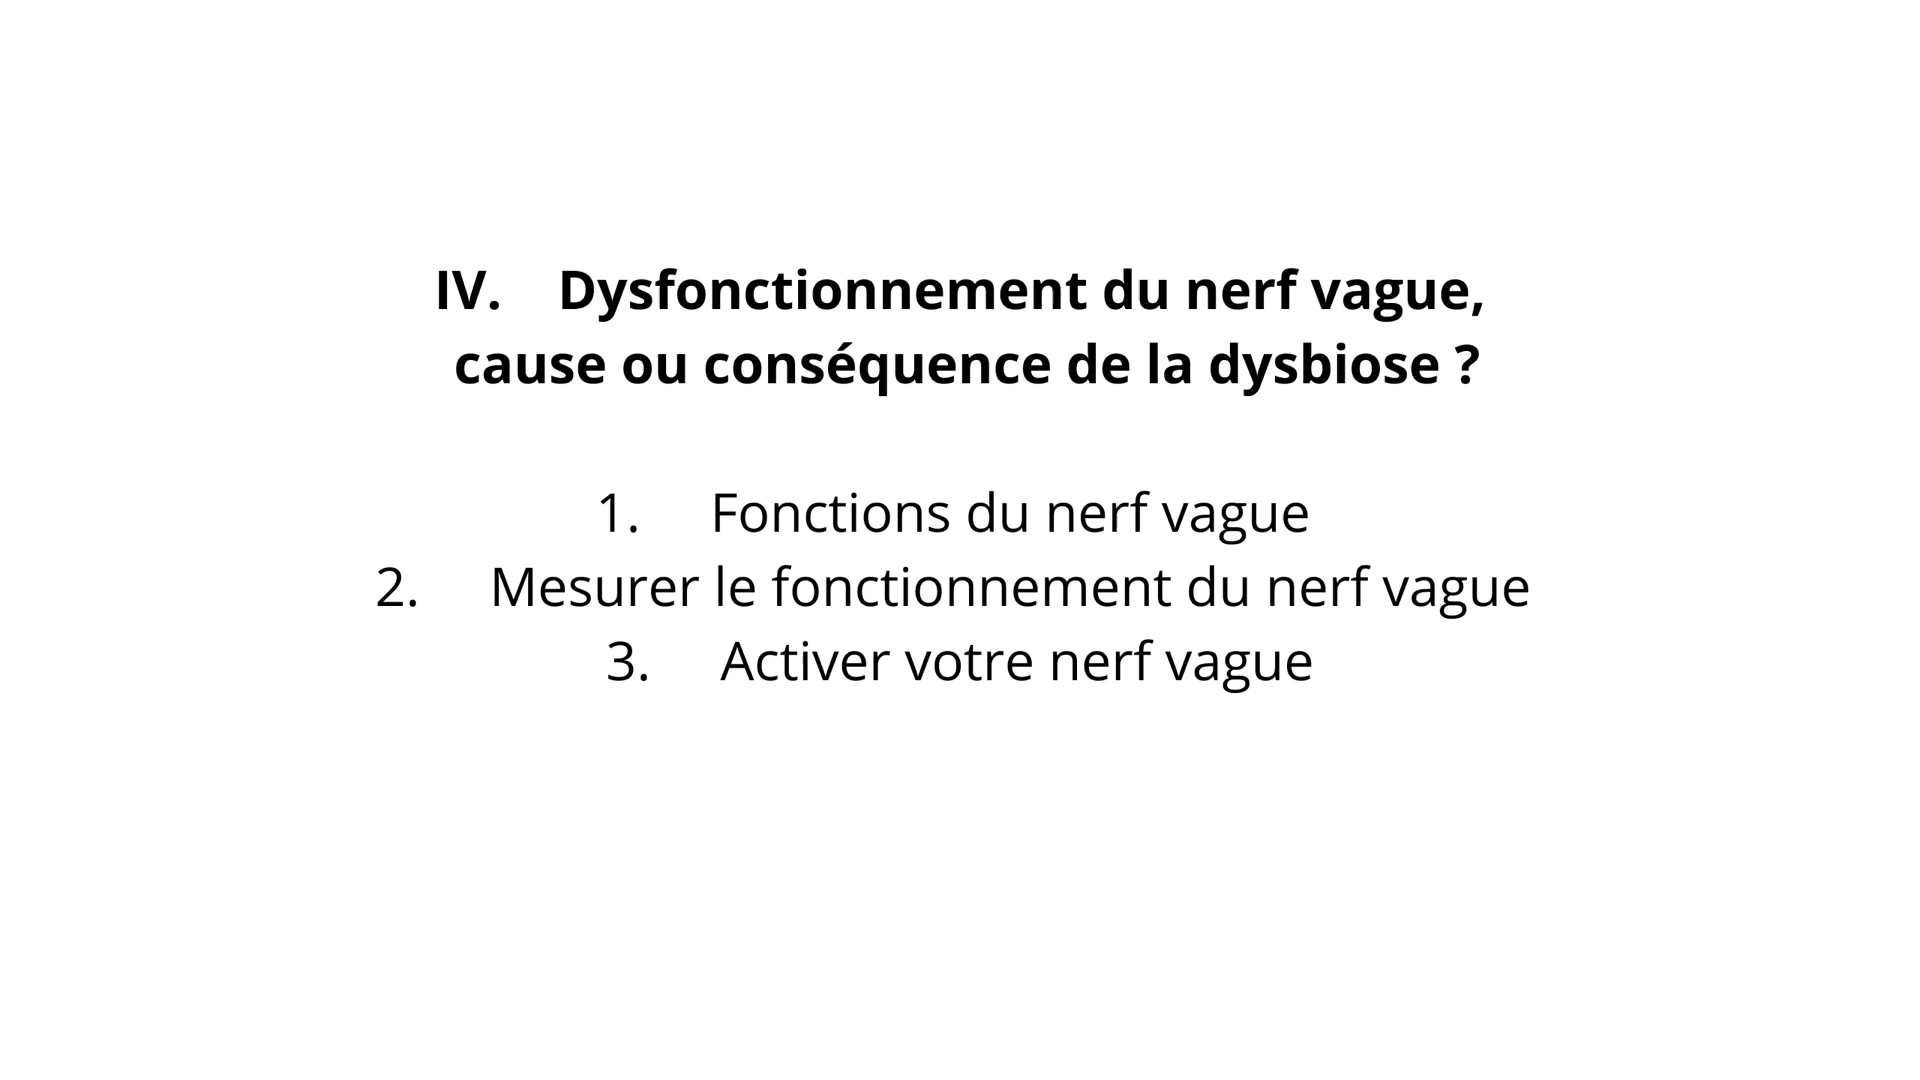 IV. Dysfonctionnement du nerf vague,
cause ou conséquence de la dysbiose ?
1. Fonctions du nerf vague
2. Mesurer le fonctionnement du nerf vague
3. Activer votre nerf vague